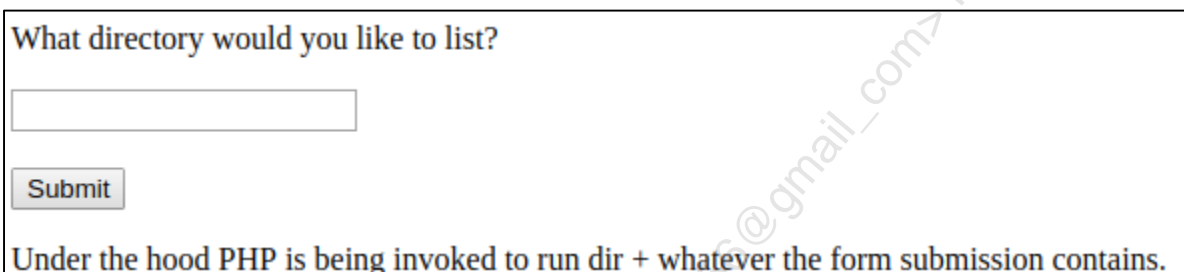 What directory would you like to list?
Submit
Under the hood PHP is being invoked to run dir + whatever the form submission contains.